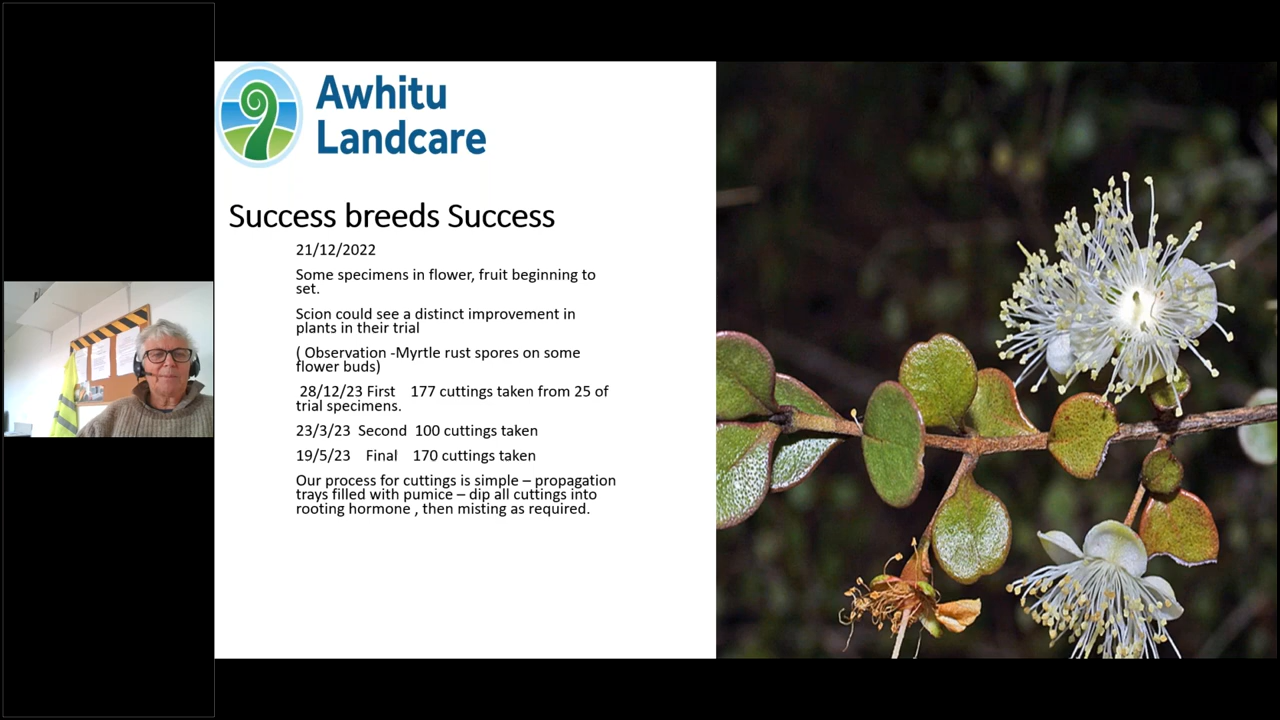 Awhitu
Landcare
Success breeds Success
21/12/2022
Some specimens in flower, fruit beginning to
set.
Scion could see a distinct improvement in
plants in their trial
( Observation -Myrtle rust spores on some
flower buds)
28/12/23 First 177 cuttings taken from 25 of
trial specimens.
23/3/23 Second 100 cuttings taken
19/5/23 Final 170 cuttings taken
Our process for cuttings is simple – propagation
trays filled with pumice – dip all cuttings into
rooting hormone , then misting as required.